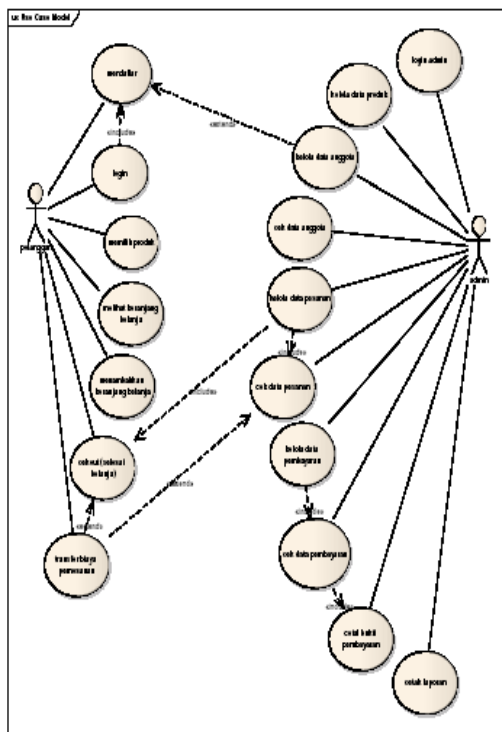 uc Use Case Model
mendaftar
login admin
kelola data produk
«extend»
«include»
kelola data anggota
login
pelanggan
memilih produk
cek data anggota
admin
melihat keranjang
belanja
kelola data pesanan
«include»
menambahkan
keranjang belanja
«include»
cek data pesanan
kelola data
pembayaran
cekout(selesai
belanja)
«extend»
«extend»
«include»
transfer biaya
pemesanan
cek data pembayaran
«include»
cetak bukti
pembayaran
cetak laporan